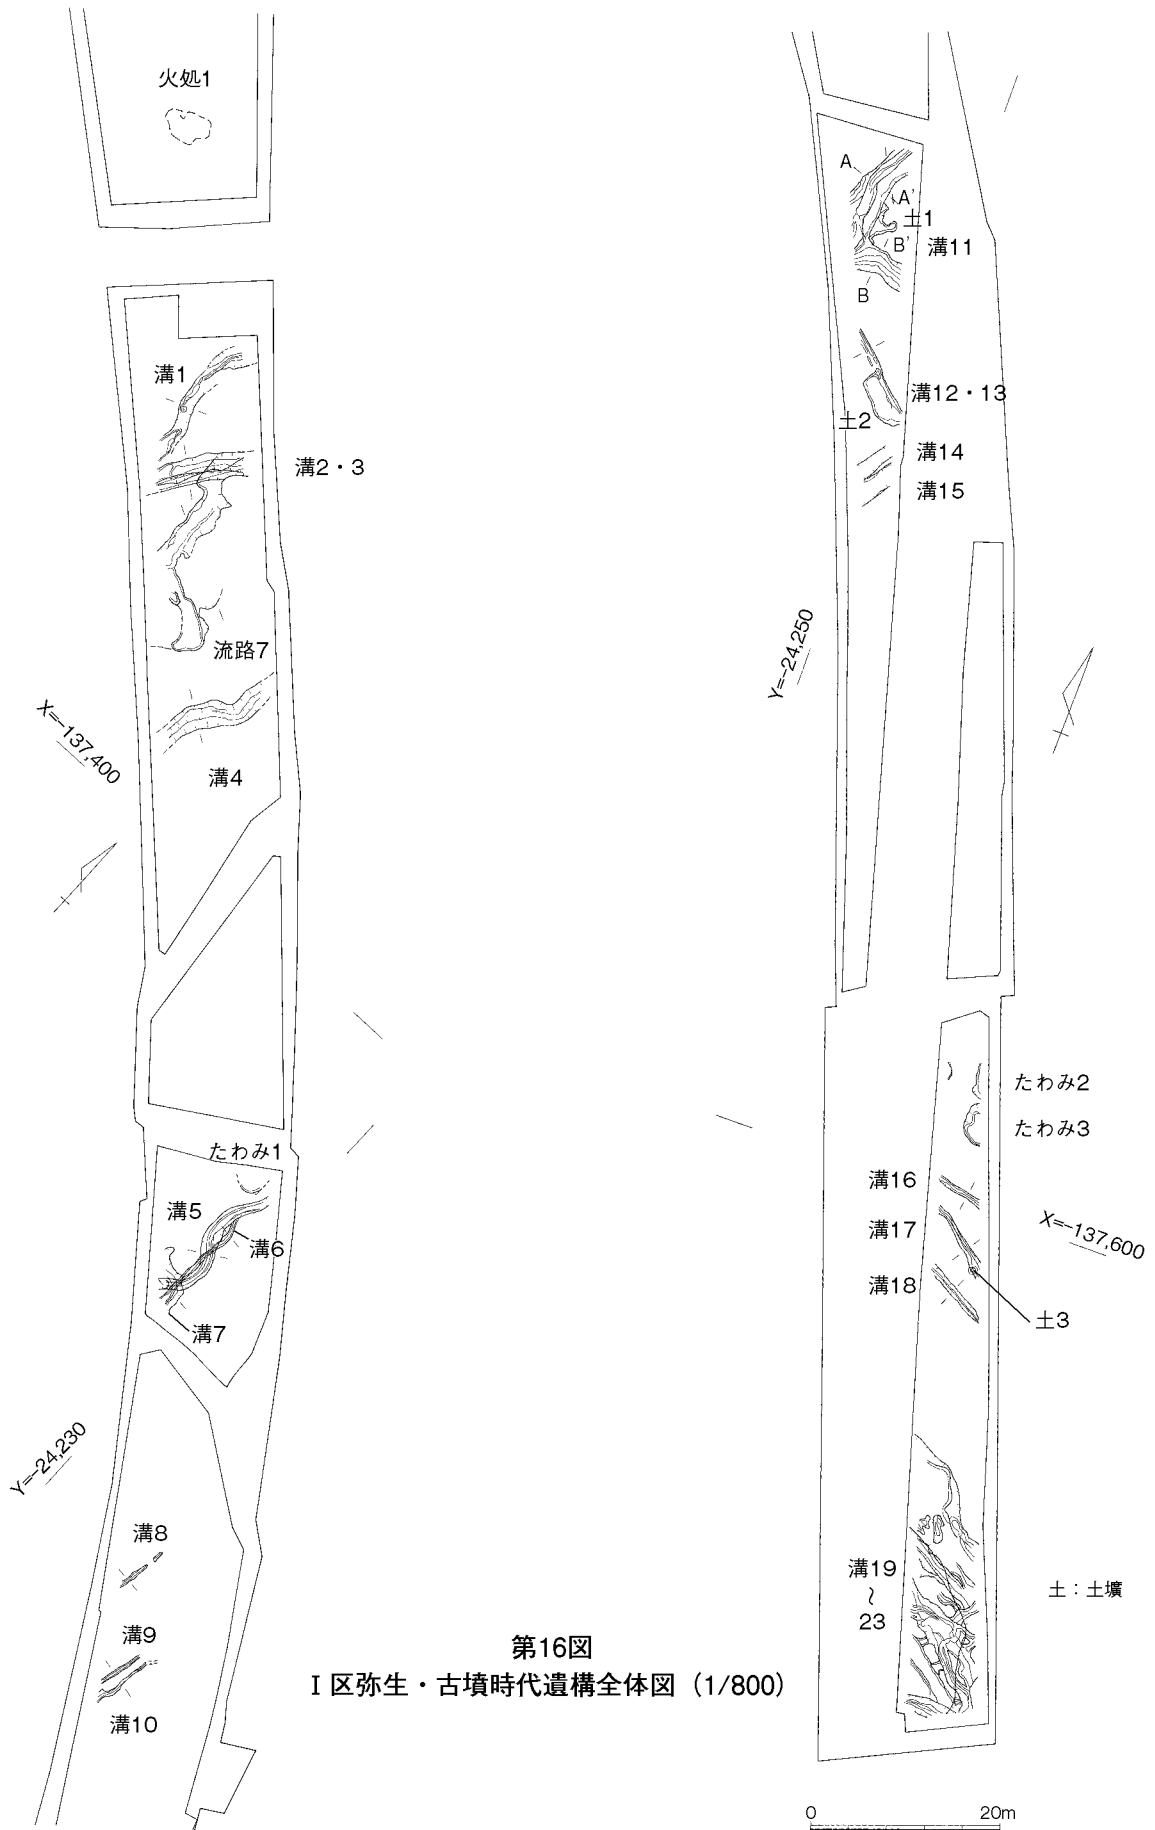 火処1
溝1
溝2・3
流路7
X=-137,400
溝4
たわみ1
溝5
溝6
溝7
Y=-24,230
溝8
溝9
溝10
A
A'
土1
B'
溝11
B
溝12・13
土2
溝14
溝15
Y=-24,250
たわみ2
たわみ3
溝16
溝17
X=-137,600
溝18
土3
溝19
～
23
土：土壙
第16図
Ⅰ区弥生・古墳時代遺構全体図（1/800）
0 20m